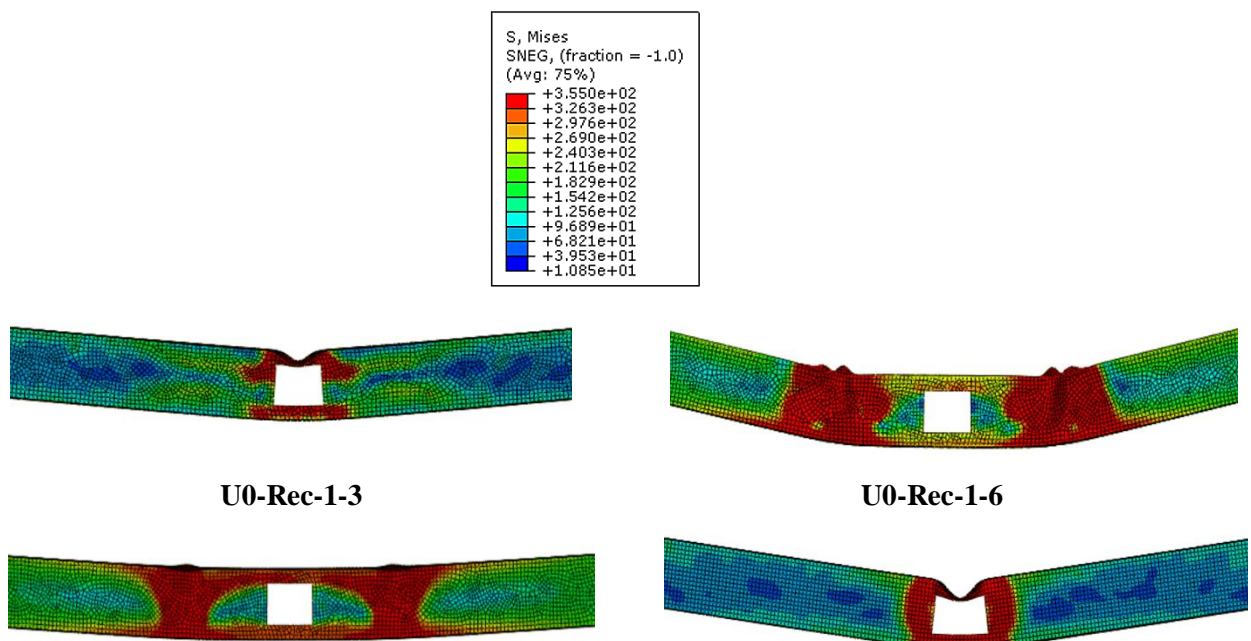 S, Mises
SNEG, (fraction = -1.0)
(Avg: 75%)
+3.550e+02
+3.263e+02
+2.976e+02
+2.690e+02
+2.403e+02
+2.116e+02
+1.829e+02
+1.542e+02
+1.256e+02
+9.689e+01
+6.821e+01
+3.953e+01
+1.085e+01
U0-Rec-1-3
U0-Rec-1-6